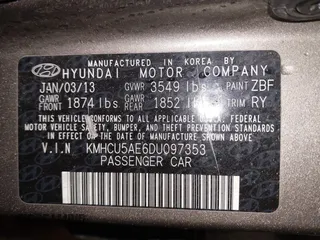 MANUFACTURED IN KOREA BY
HYUNDAI MOTOR COMPANY
JAN/03/13 GVWR 3549 lbs PAINT ZBF
GAWR FRONT 1874 lbs GAWR REAR 1852 lbs TRIM RY
THIS VEHICLE CONFORMS TO ALL APPLICABLE FEDERAL MOTOR
VEHICLE SAFETY, BUMPER, AND THEFT PREVENTION
STANDARDS IN EFFECT ON THE DATE OF MANUFACTURE SHOWN ABOVE.
V.I.N KMHCU5AE6DU097353
PASSENGER CAR